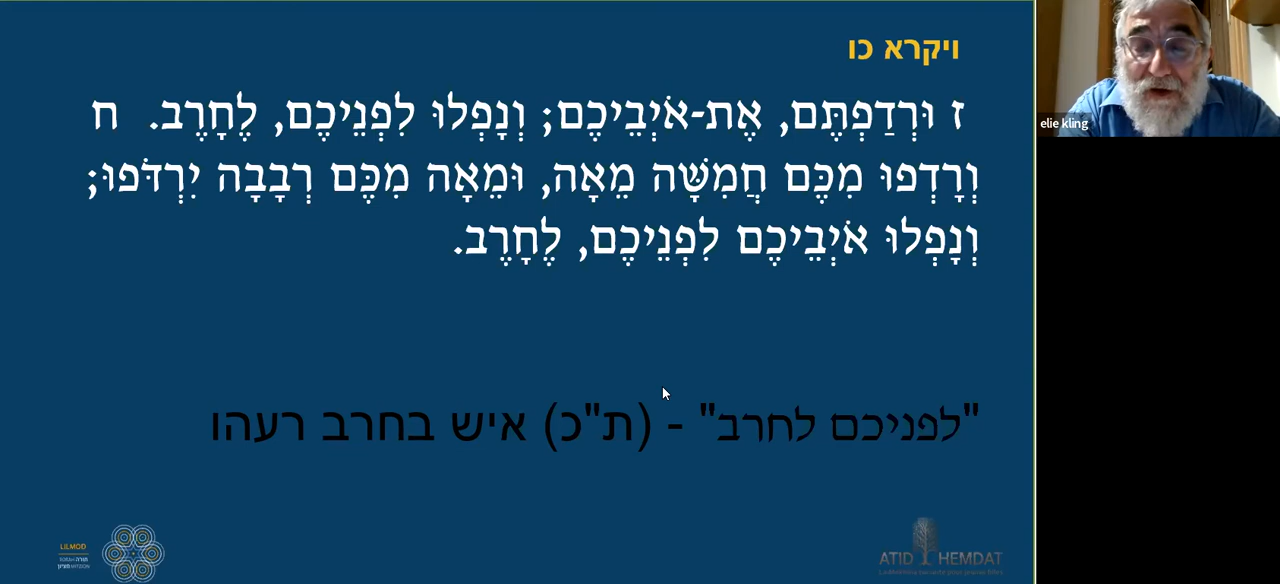 ויקרא כו
ז וּרְדַפְתֶּם, אֶת-אֹיְבֵיכֶם; וְנָפְלוּ לִפְנֵיכֶם, לֶחָרֶב. ח
וְרָדְפוּ מִכֶּם חֲמִשָּׁה מֵאָה, וּמֵאָה מִכֶּם רְבָבָה יִרְדֹּפוּ;
וְנָפְלוּ אֹיְבֵיכֶם לִפְנֵיכֶם, לֶחָרֶב.
"לפניכם לחרב" - (ת"כ) איש בחרב רעהו
elie kling
LILMOD
ATID HEMDAT